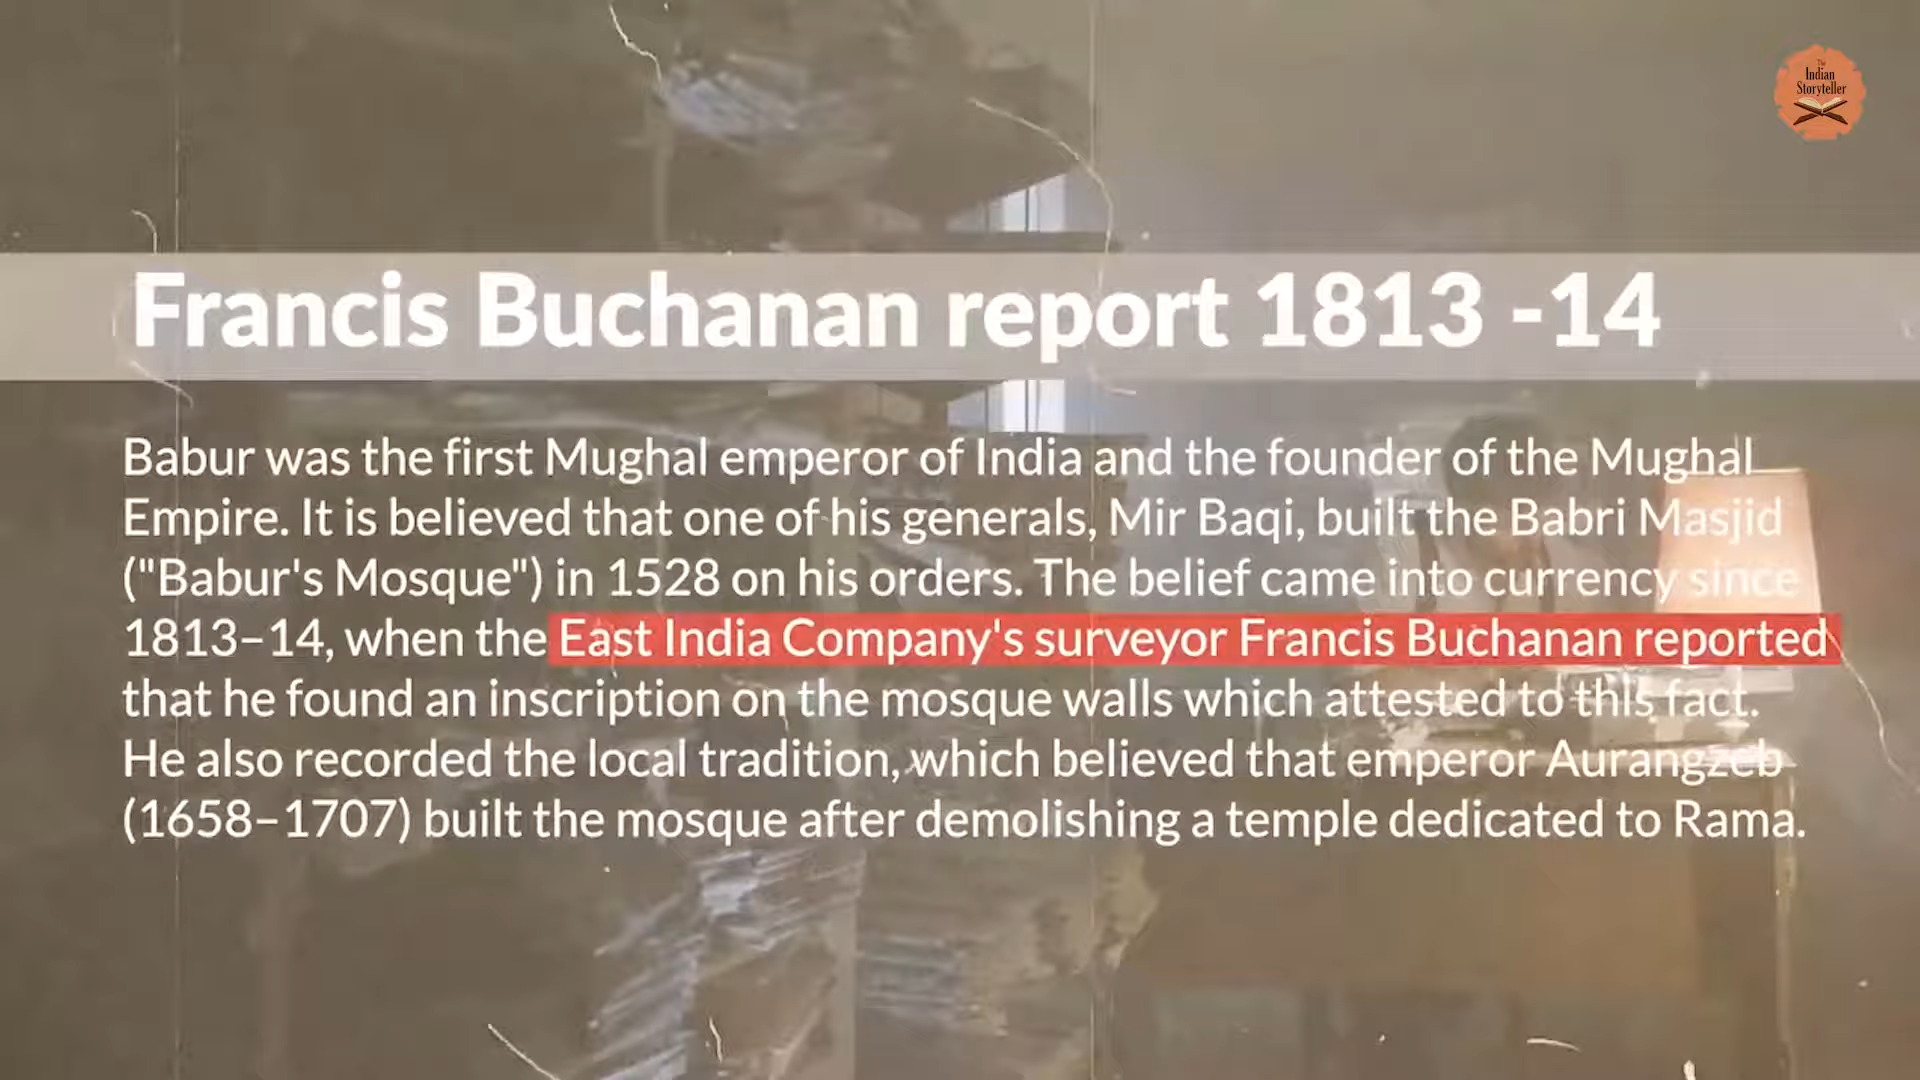 The
Indian
Storyteller
Francis Buchanan report 1813 -14
Babur was the first Mughal emperor of India and the founder of the Mughal
Empire. It is believed that one of his generals, Mir Baqi, built the Babri Masjid
("Babur's Mosque") in 1528 on his orders. The belief came into currency since
1813–14, when the East India Company's surveyor Francis Buchanan reported
that he found an inscription on the mosque walls which attested to this fact.
He also recorded the local tradition, which believed that emperor Aurangzeb
(1658–1707) built the mosque after demolishing a temple dedicated to Rama.